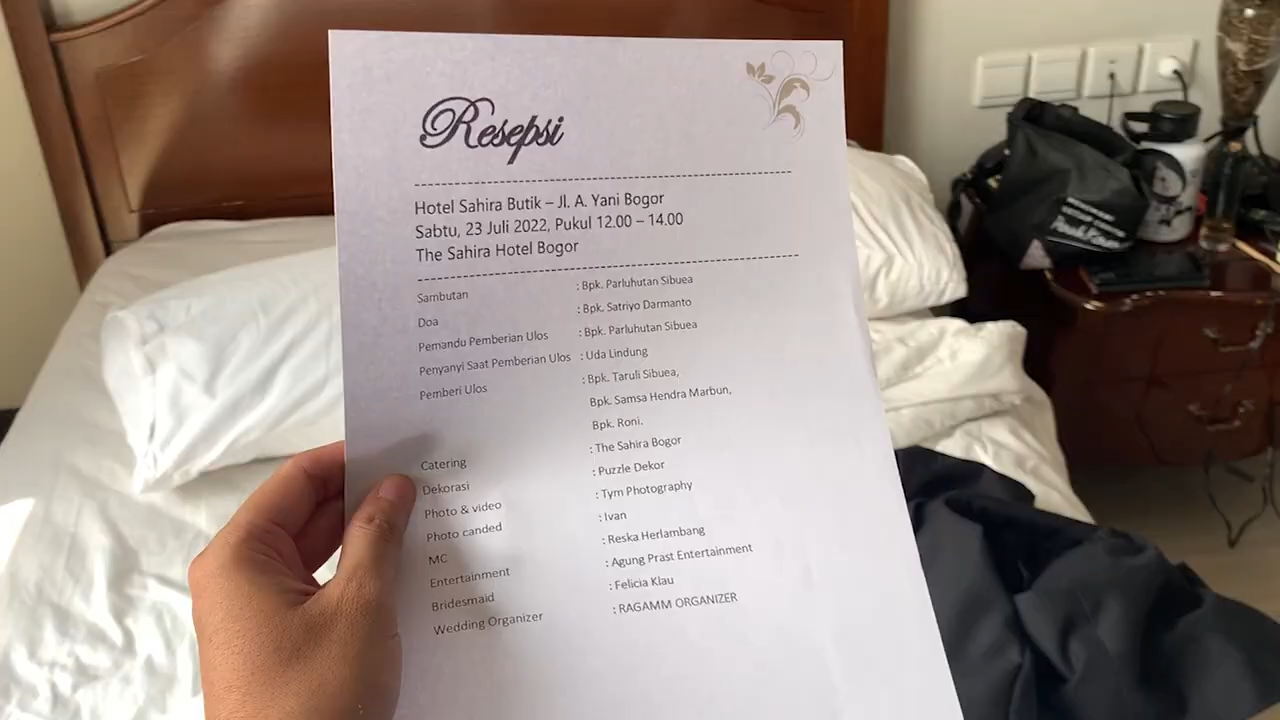 Resepsi
Hotel Sahira Butik – Jl. A. Yani Bogor
Sabtu, 23 Juli 2022, Pukul 12.00 – 14.00
The Sahira Hotel Bogor
Sambutan : Bpk. Parluhutan Sibuea
Doa : Bpk. Satriyo Darmanto
Pemandu Pemberian Ulos : Bpk. Parluhutan Sibuea
Penyanyi Saat Pemberian Ulos : Uda Lindung
Pemberi Ulos : Bpk. Taruli Sibuea,
Bpk. Samsa Hendra Marbun,
Bpk. Roni.
Catering : The Sahira Bogor
Dekorasi : Puzzle Dekor
Photo & video : Tym Photography
Photo canded : Ivan
MC : Reska Herlambang
Entertainment : Agung Prast Entertainment
Bridesmaid : Felicia Klau
Wedding Organizer : RAGAMM ORGANIZER